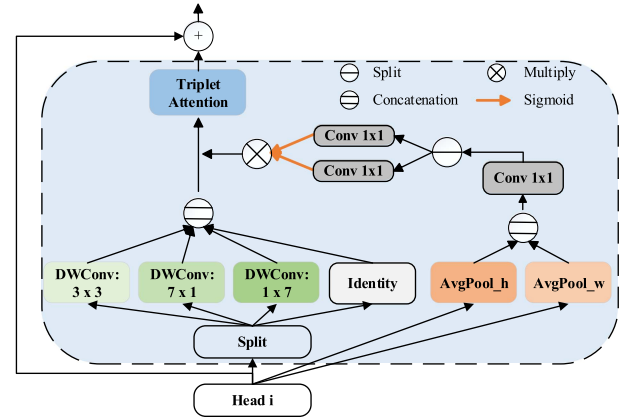 +
Triplet
Attention
Split
Multiply
Concatenation
Sigmoid
Conv 1x1
Conv 1x1
Conv 1x1
DWConv:
3 x 3
DWConv:
7 x 1
DWConv:
1 x 7
Identity
AvgPool_h
AvgPool_w
Split
Head i